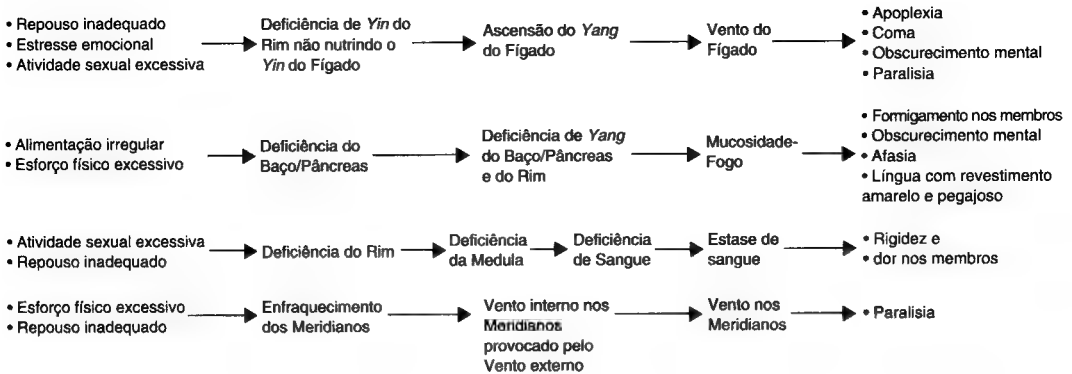 • Repouso inadequado
• Estresse emocional
• Atividade sexual excessiva
Deficiência de Yin do
Rim não nutrindo o
Yin do Fígado
Ascensão do Yang
do Fígado
Vento do
Fígado
• Apoplexia
• Coma
• Obscurecimento mental
• Paralisia
• Alimentação irregular
• Esforço físico excessivo
Deficiência do
Baço/Pâncreas
Deficiência de Yang
do Baço/Pâncreas
e do Rim
Mucosidade-
Fogo
• Formigamento nos membros
• Obscurecimento mental
• Afasia
• Língua com revestimento
amarelo e pegajoso
• Atividade sexual excessiva
• Repouso inadequado
Deficiência do Rim
Deficiência
da Medula
Deficiência
de Sangue
Estase de
sangue
• Rigidez e
• dor nos membros
• Esforço físico excessivo
• Repouso inadequado
Enfraquecimento
dos Meridianos
Vento interno nos
Meridianos
provocado pelo
Vento externo
Vento nos
Meridianos
• Paralisia